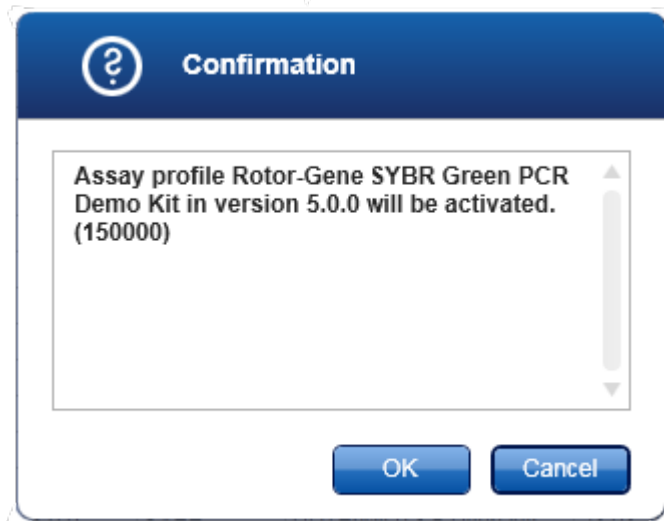 Confirmation
Assay profile Rotor-Gene SYBR Green PCR
Demo Kit in version 5.0.0 will be activated.
(150000)
OK
Cancel